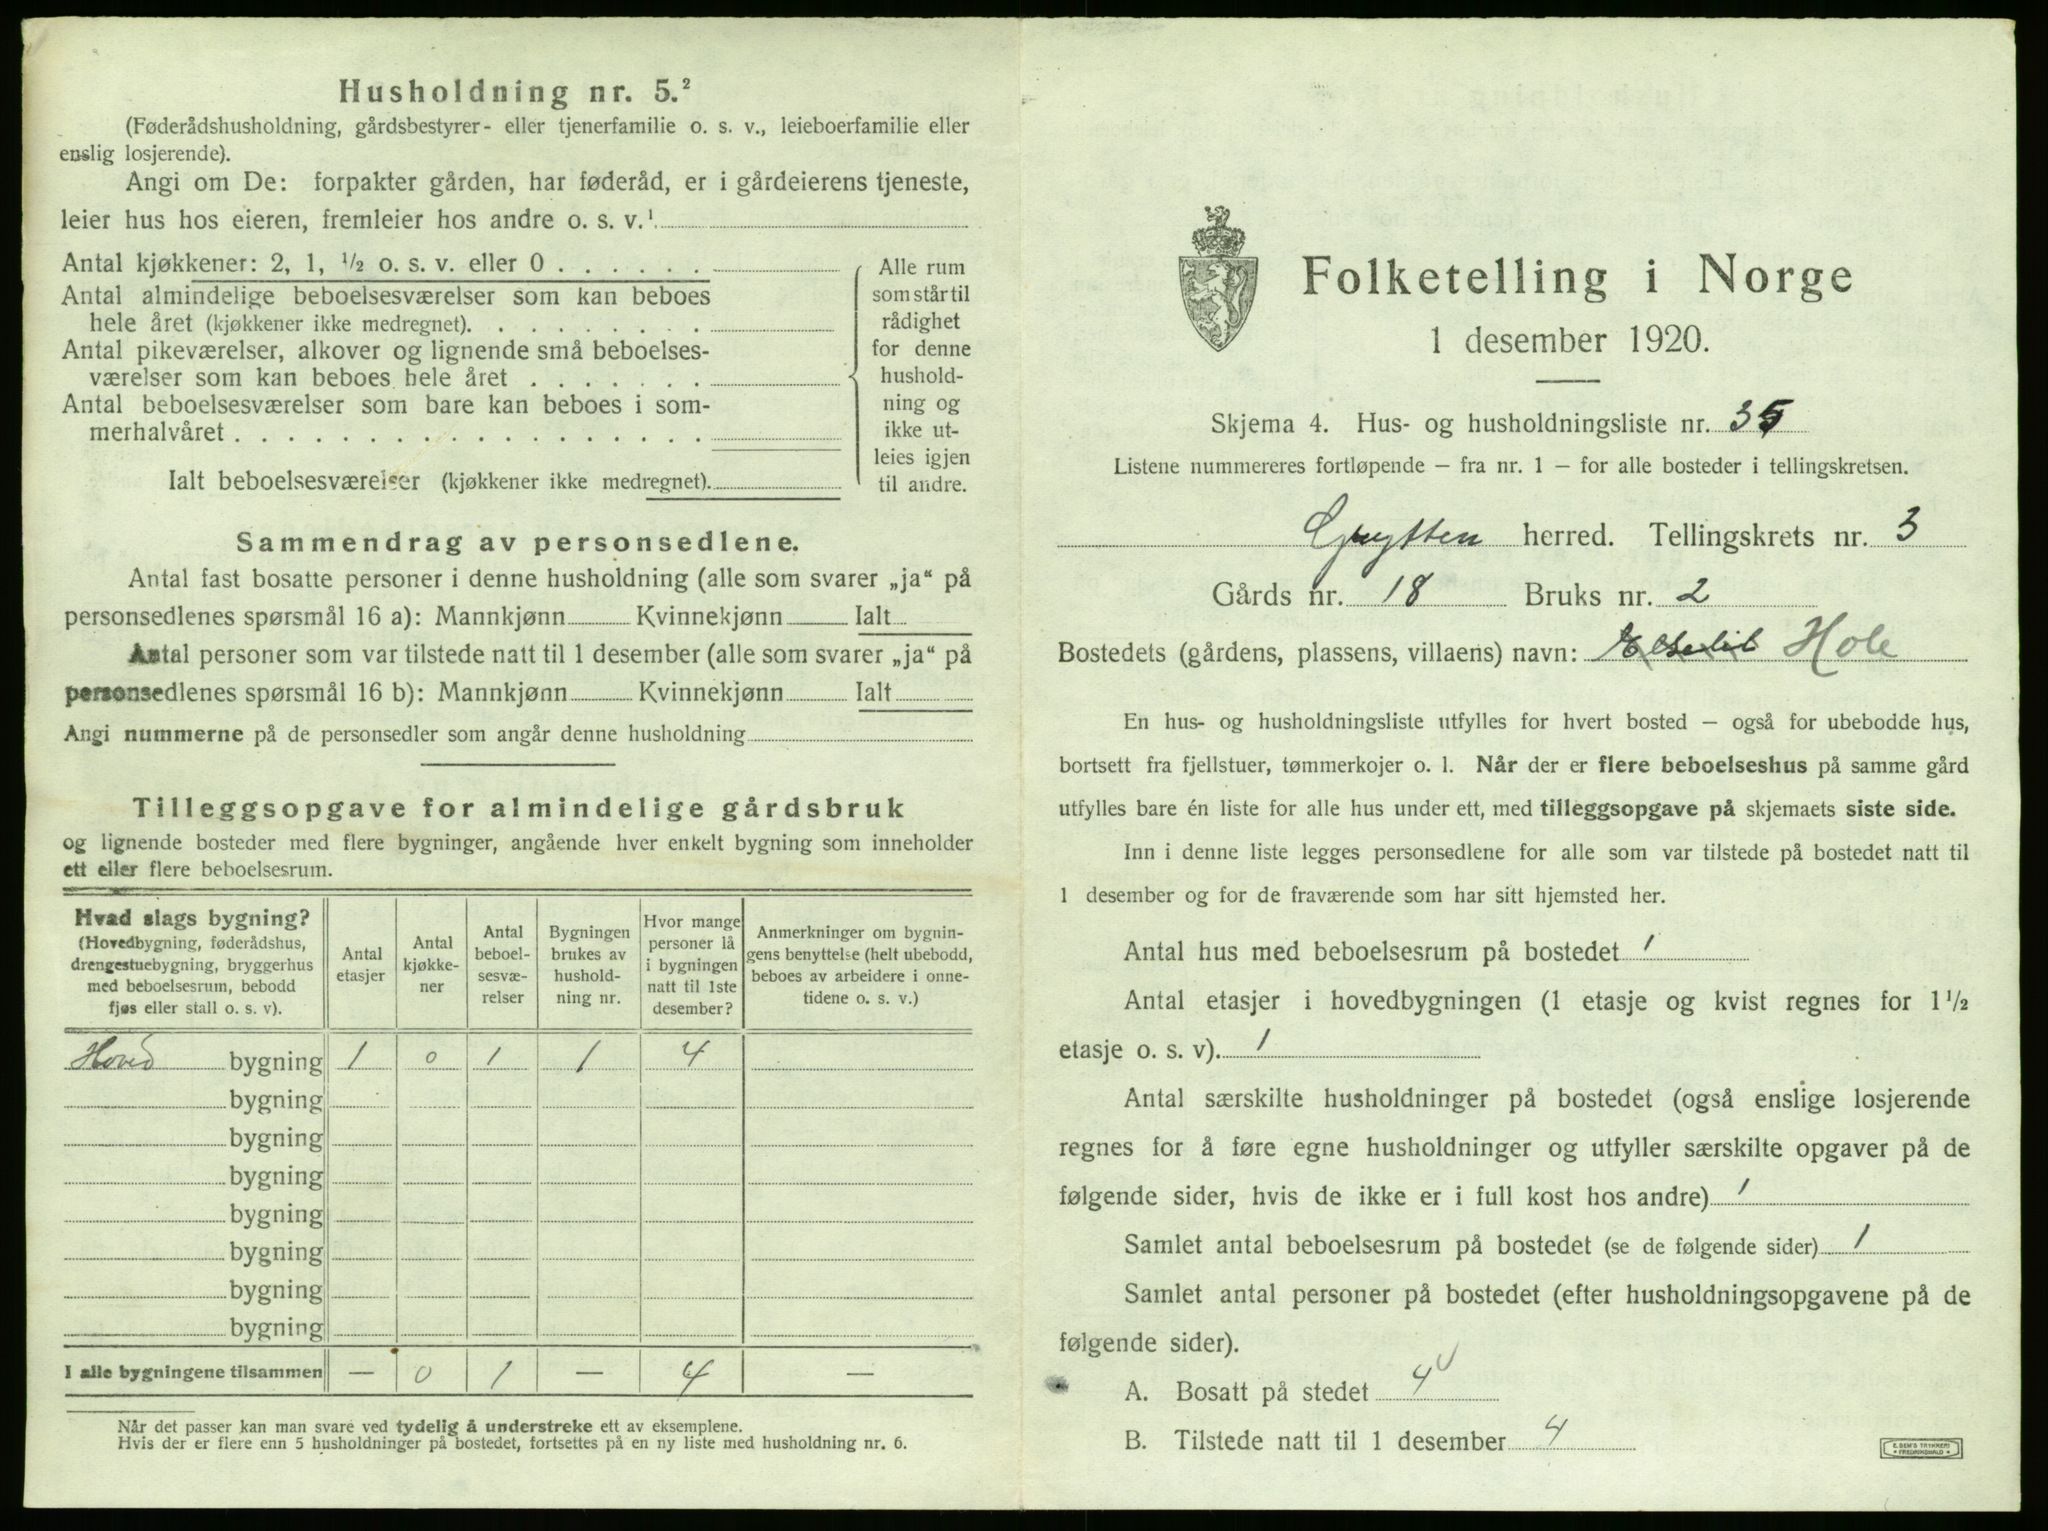 Husholdning nr. 5.²
(Føderådshusholdning, gårdsbestyrer- eller tjenerfamilie o. s. v., leieboerfamilie eller
enslig losjerende).
Angi om De: forpakter gården, har føderåd, er i gårdeierens tjeneste,
leier hus hos eieren, fremleier hos andre o. s. v.¹
Antal kjøkkener: 2, 1, ½ o. s. v. eller 0 . . . . . .
Antal almindelige beboelsesværelser som kan beboes
hele året (kjøkkener ikke medregnet). . . . . . . . .
Antal pikeværelser, alkover og lignende små beboelses-
værelser som kan beboes hele året . . . . . . .
Antal beboelsesværelser som bare kan beboes i som-
merhalvåret . . . . . . . . . . . . . . . . . .
Ialt beboelsesværelser (kjøkkener ikke medregnet).
Alle rum
som står til
rådighet
for denne
hushold-
ning og
ikke ut-
leies igjen
til andre.
Sammendrag av personsedlene.
Antal fast bosatte personer i denne husholdning (alle som svarer „ja“ på
personsedlenes spørsmål 16 a): Mannkjønn Kvinnekjønn Ialt
Antal personer som var tilstede natt til 1 desember (alle som svarer „ja“ på
personsedlenes spørsmål 16 b): Mannkjønn Kvinnekjønn Ialt
Angi nummerne på de personsedler som angår denne husholdning
Tilleggsopgave for almindelige gårdsbruk
og lignende bosteder med flere bygninger, angående hver enkelt bygning som inneholder
ett eller flere beboelsesrum.
Hvad slags bygning?
(Hovedbygning, føderådshus,
drengestuebygning, bryggerhus
med beboelsesrum, bebodd
fjøs eller stall o. s. v).
Antal
etasjer
Antal
kjøkke-
ner
Antal
beboel-
sesvæ-
relser
Bygningen
brukes av
hushold-
ning nr.
Hvor mange
personer lå
i bygningen
natt til 1ste
desember?
Anmerkninger om bygnin-
gens benyttelse (helt ubebodd,
beboes av arbeidere i onne-
tidene o. s. v.)
Hoved bygning 1 0 1 1 4
bygning
bygning
bygning
bygning
bygning
bygning
bygning
I alle bygningene tilsammen — 0 1 — 4 —
Når det passer kan man svare ved tydelig å understreke ett av eksemplene.
Hvis der er flere enn 5 husholdninger på bostedet, fortsettes på en ny liste med husholdning nr. 6.
Folketelling i Norge
1 desember 1920.
Skjema 4. Hus- og husholdningsliste nr. 35
Listene nummereres fortløpende – fra nr. 1 – for alle bosteder i tellingskretsen.
Grytten herred. Tellingskrets nr. 3
Gårds nr. 18 Bruks nr. 2
Bostedets (gårdens, plassens, villaens) navn: Hole
En hus- og husholdningsliste utfylles for hvert bosted – også for ubebodde hus,
bortsett fra fjellstuer, tømmerkojer o. l. Når der er flere beboelseshus på samme gård
utfylles bare én liste for alle hus under ett, med tilleggsopgave på skjemaets siste side.
Inn i denne liste legges personsedlene for alle som var tilstede på bostedet natt til
1 desember og for de fraværende som har sitt hjemsted her.
Antal hus med beboelsesrum på bostedet 1
Antal etasjer i hovedbygningen (1 etasje og kvist regnes for 1½
etasje o. s. v). 1
Antal særskilte husholdninger på bostedet (også enslige losjerende
regnes for å føre egne husholdninger og utfyller særskilte opgaver på de
følgende sider, hvis de ikke er i full kost hos andre) 1
Samlet antal beboelsesrum på bostedet (se de følgende sider) 1
Samlet antal personer på bostedet (efter husholdningsopgavene på de
følgende sider).
A. Bosatt på stedet 4
B. Tilstede natt til 1 desember 4
E. SEM'S TRYKKERI
FREDRIKSHALD